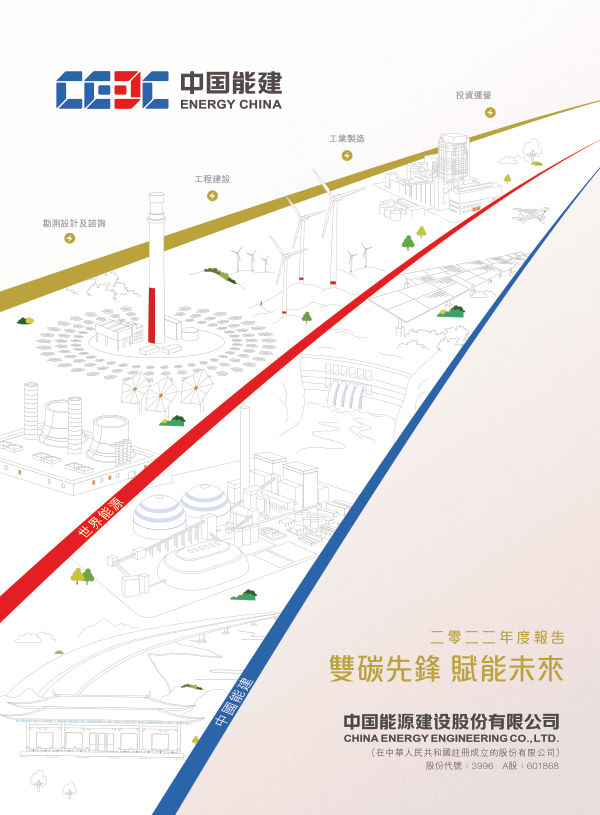 CEEC 中国能建
ENERGY CHINA
投資運營
工業製造
工程建設
勘測設計及諮詢
世界能源
中國能建
二零二二年度報告
雙碳先鋒 賦能未來
中国能源建设股份有限公司
CHINA ENERGY ENGINEERING CO., LTD.
（在中華人民共和國註冊成立的股份有限公司）
股份代號：3996 A股：601868